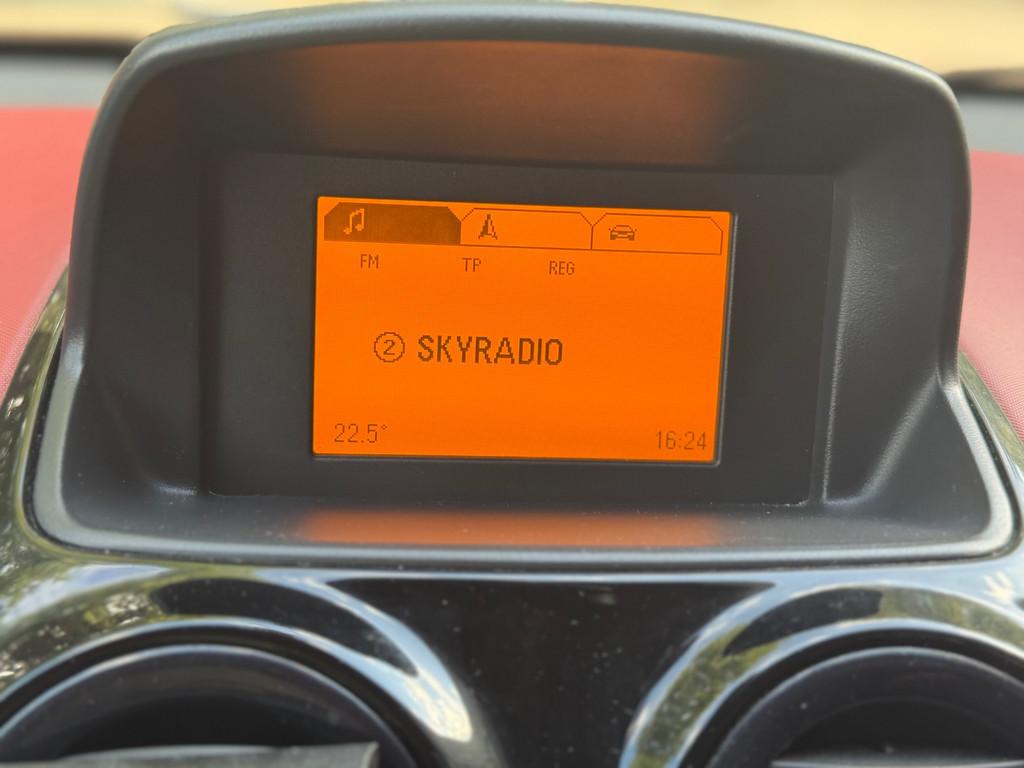 FM TP REG
② SKYRADIO
22.5° 16:24